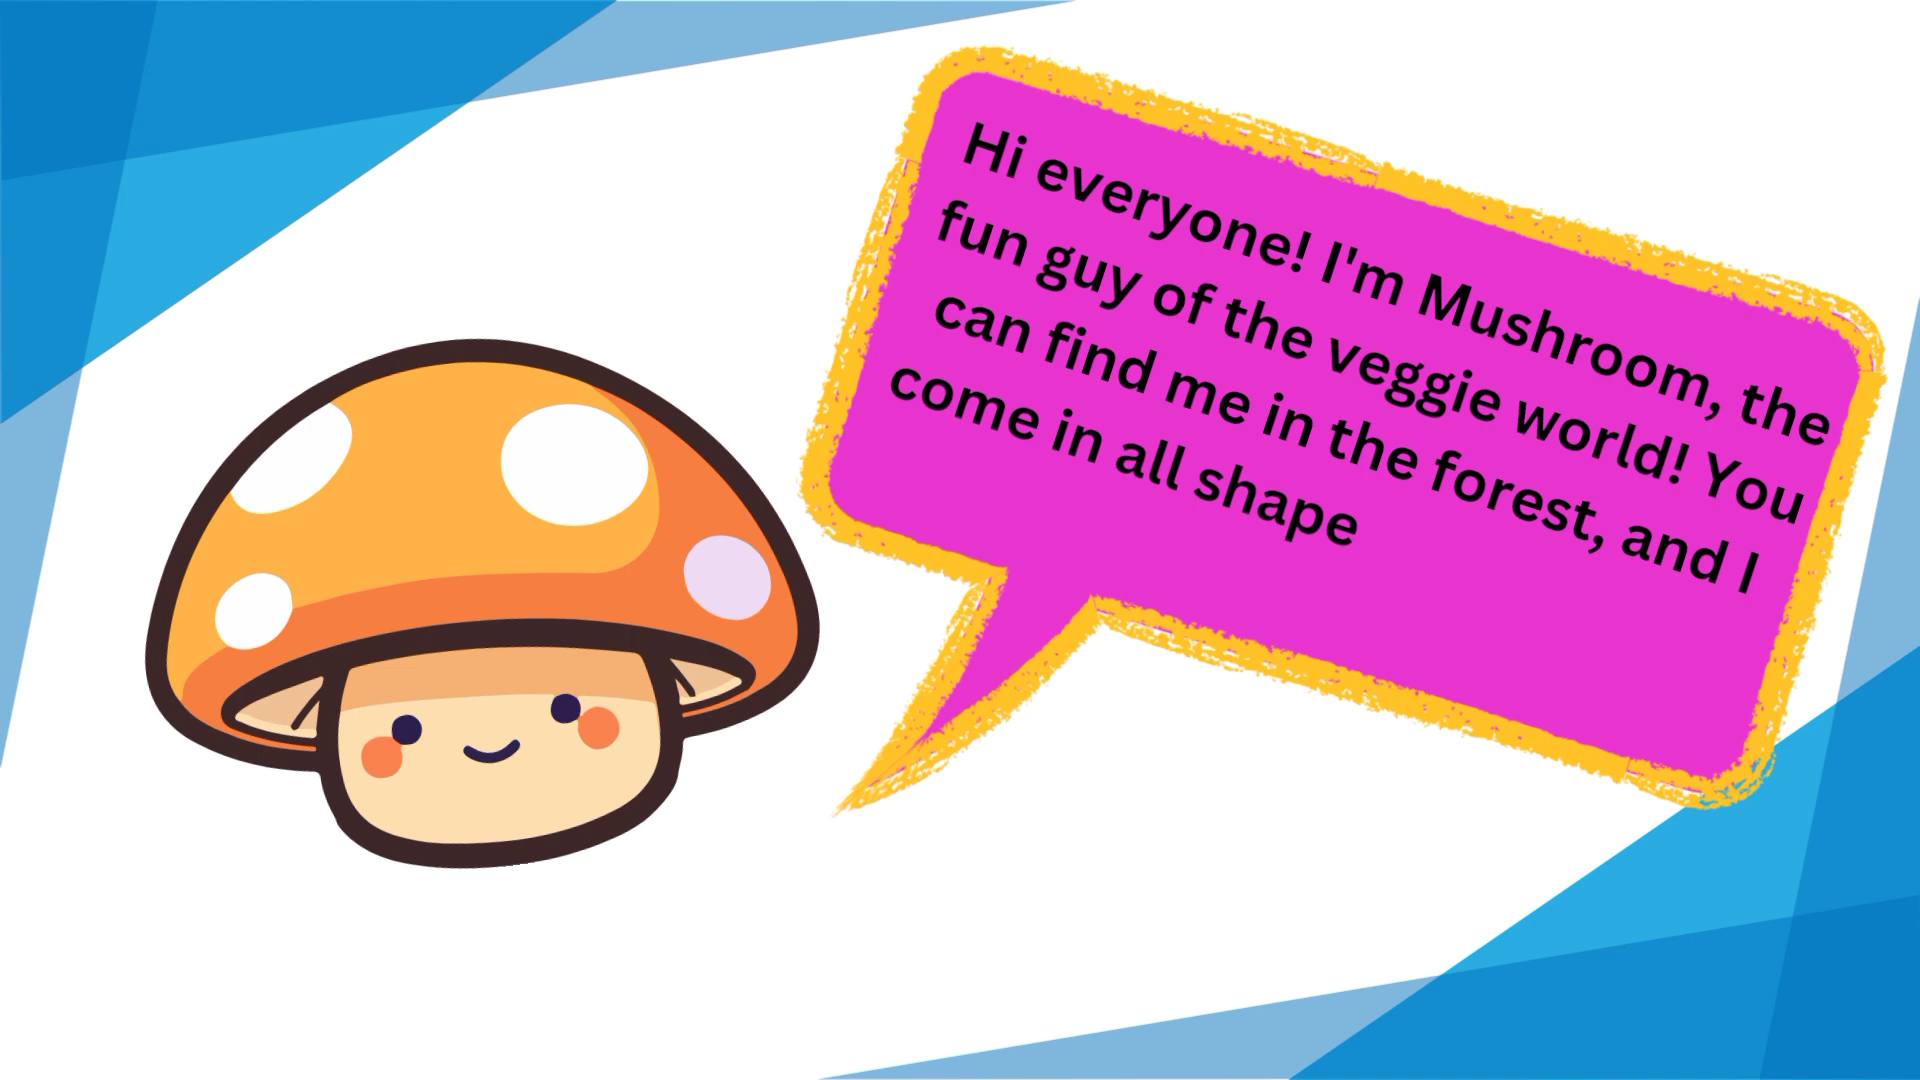 Hi everyone! I'm Mushroom, the
fun guy of the veggie world! You
can find me in the forest, and I
come in all shape